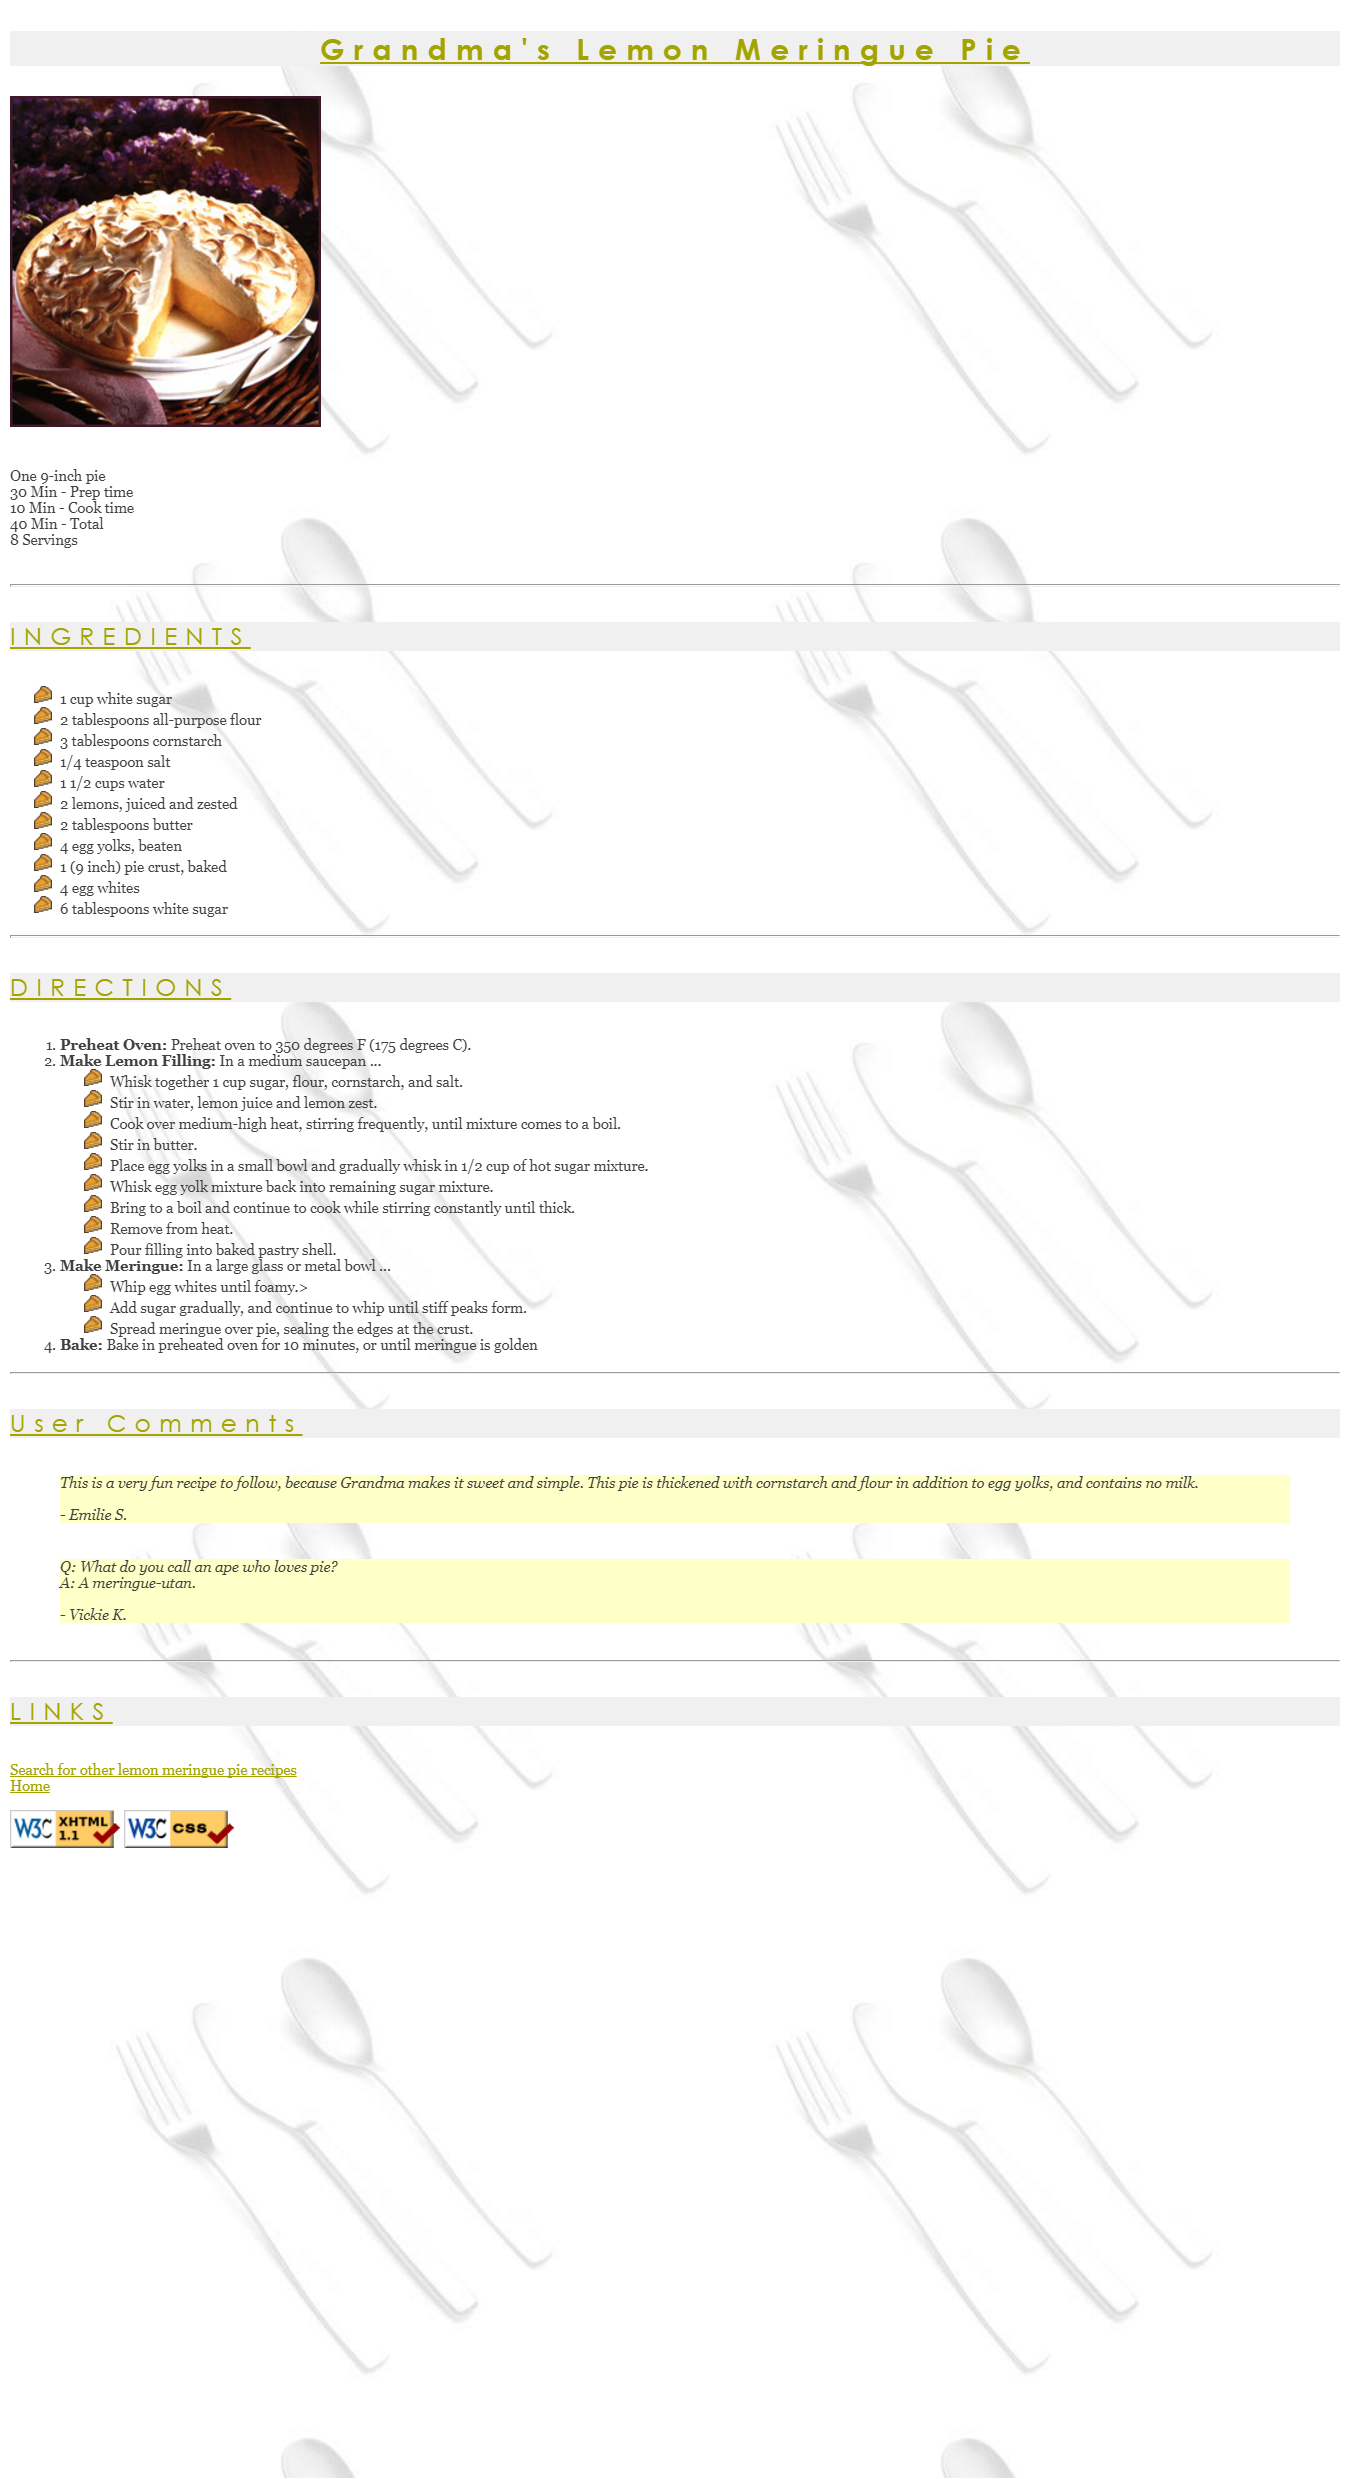 Grandma's Lemon Meringue Pie
One 9-inch pie
30 Min - Prep time
10 Min - Cook time
40 Min - Total
8 Servings
INGREDIENTS
1 cup white sugar
2 tablespoons all-purpose flour
3 tablespoons cornstarch
1/4 teaspoon salt
1 1/2 cups water
2 lemons, juiced and zested
2 tablespoons butter
4 egg yolks, beaten
1 (9 inch) pie crust, baked
4 egg whites
6 tablespoons white sugar
DIRECTIONS
1. Preheat Oven: Preheat oven to 350 degrees F (175 degrees C).
2. Make Lemon Filling: In a medium saucepan ...
Whisk together 1 cup sugar, flour, cornstarch, and salt.
Stir in water, lemon juice and lemon zest.
Cook over medium-high heat, stirring frequently, until mixture comes to a boil.
Stir in butter.
Place egg yolks in a small bowl and gradually whisk in 1/2 cup of hot sugar mixture.
Whisk egg yolk mixture back into remaining sugar mixture.
Bring to a boil and continue to cook while stirring constantly until thick.
Remove from heat.
Pour filling into baked pastry shell.
3. Make Meringue: In a large glass or metal bowl ...
Whip egg whites until foamy.>
Add sugar gradually, and continue to whip until stiff peaks form.
Spread meringue over pie, sealing the edges at the crust.
4. Bake: Bake in preheated oven for 10 minutes, or until meringue is golden
User Comments
This is a very fun recipe to follow, because Grandma makes it sweet and simple. This pie is thickened with cornstarch and flour in addition to egg yolks, and contains no milk.
- Emilie S.
Q: What do you call an ape who loves pie?
A: A meringue-utan.
- Vickie K.
LINKS
Search for other lemon meringue pie recipes
Home
W3C XHTML 1.1 W3C CSS